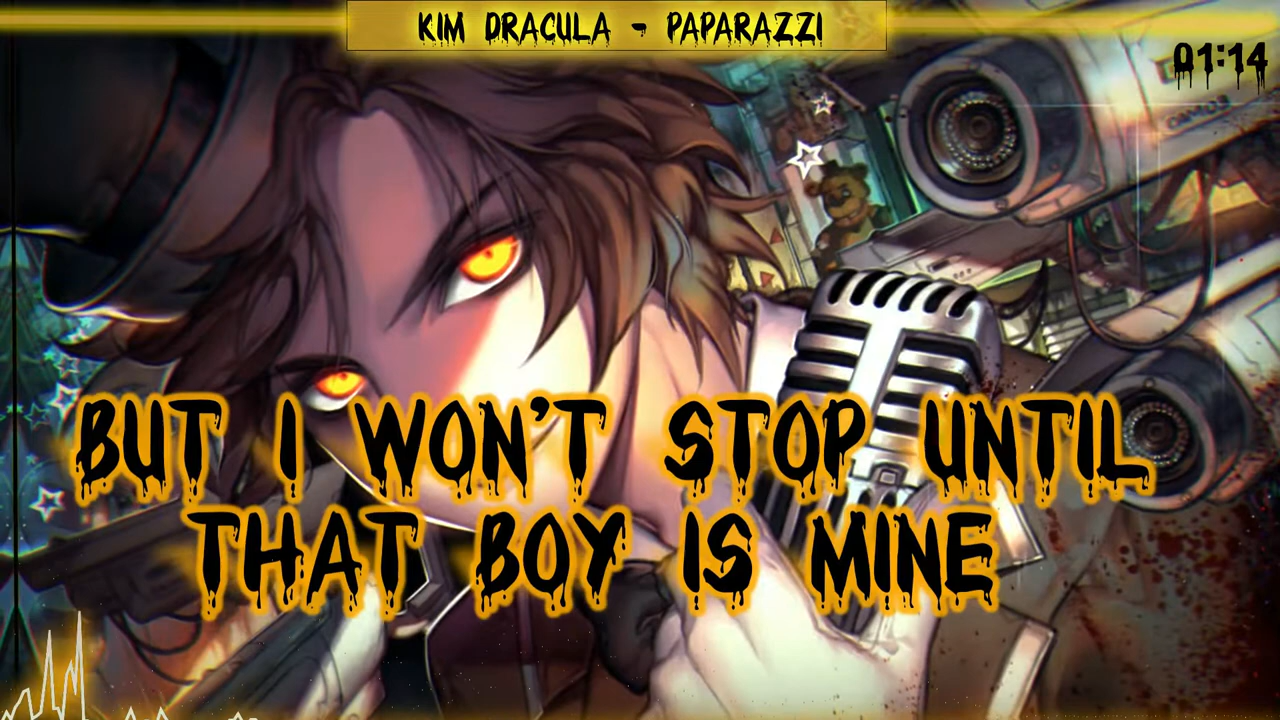 KIM DRACULA - PAPARAZZI
01:14
BUT I WON'T STOP UNTIL
THAT BOY IS MINE